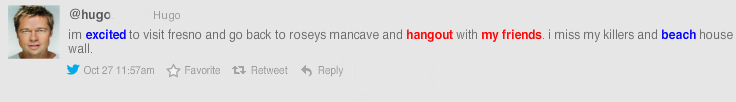 @hugo Hugo
im excited to visit fresno and go back to roseys mancave and hangout with my friends. i miss my killers and beach house
wall.
Oct 27 11:57am Favorite Retweet Reply